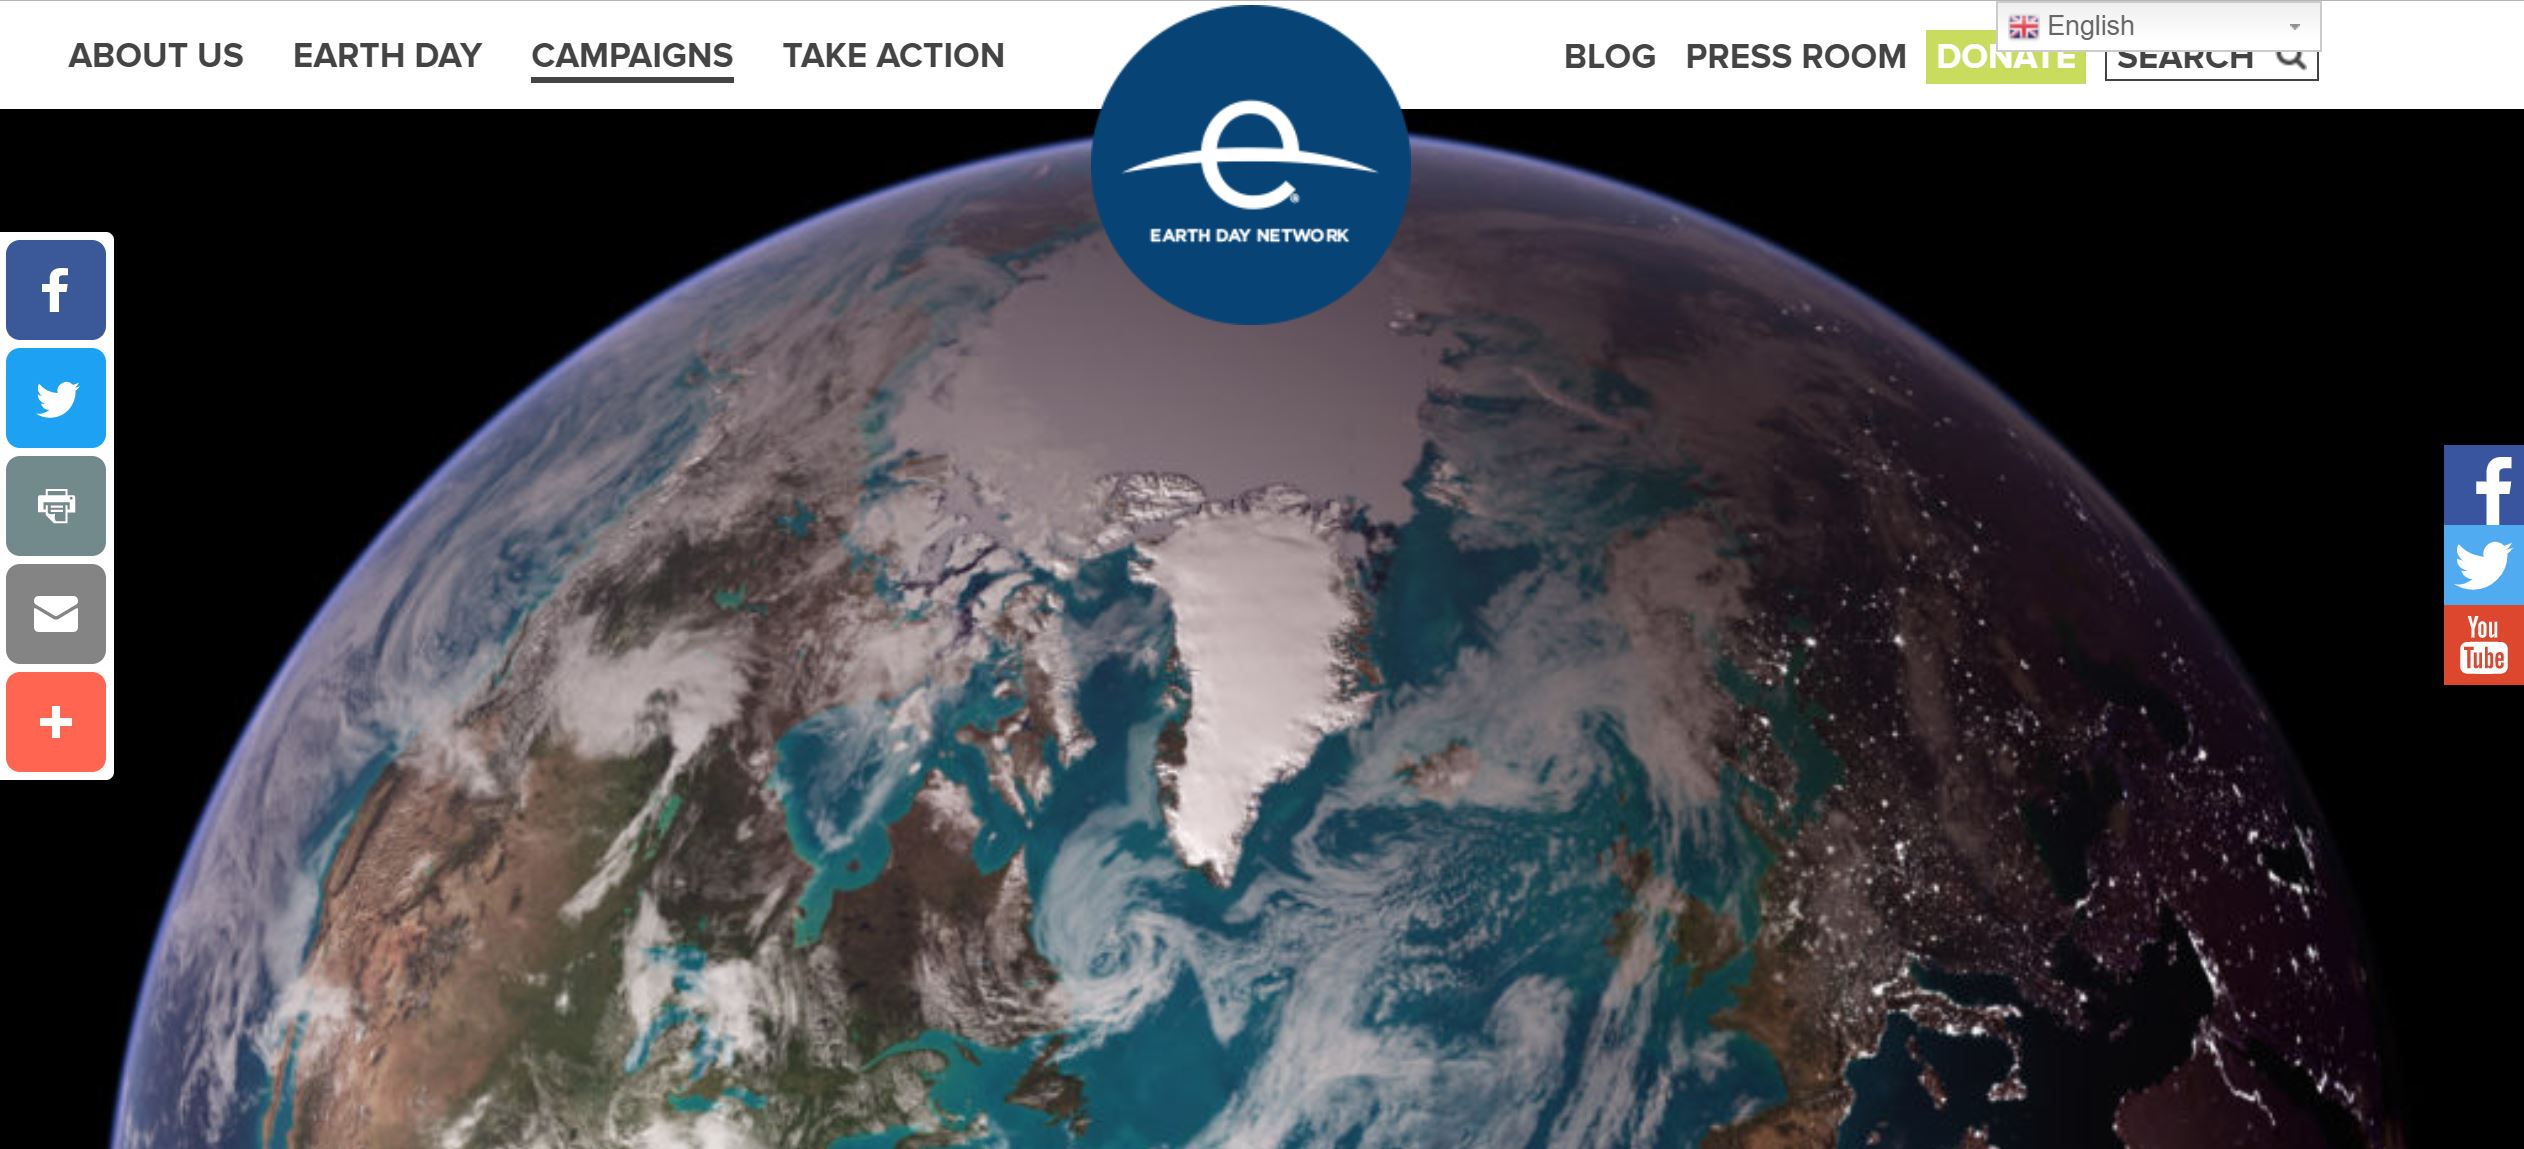 ABOUT US
EARTH DAY
CAMPAIGNS
TAKE ACTION
BLOG
PRESS ROOM
DONATE
English
SEARCH
e
®
EARTH DAY NETWORK
f
f
You
Tube